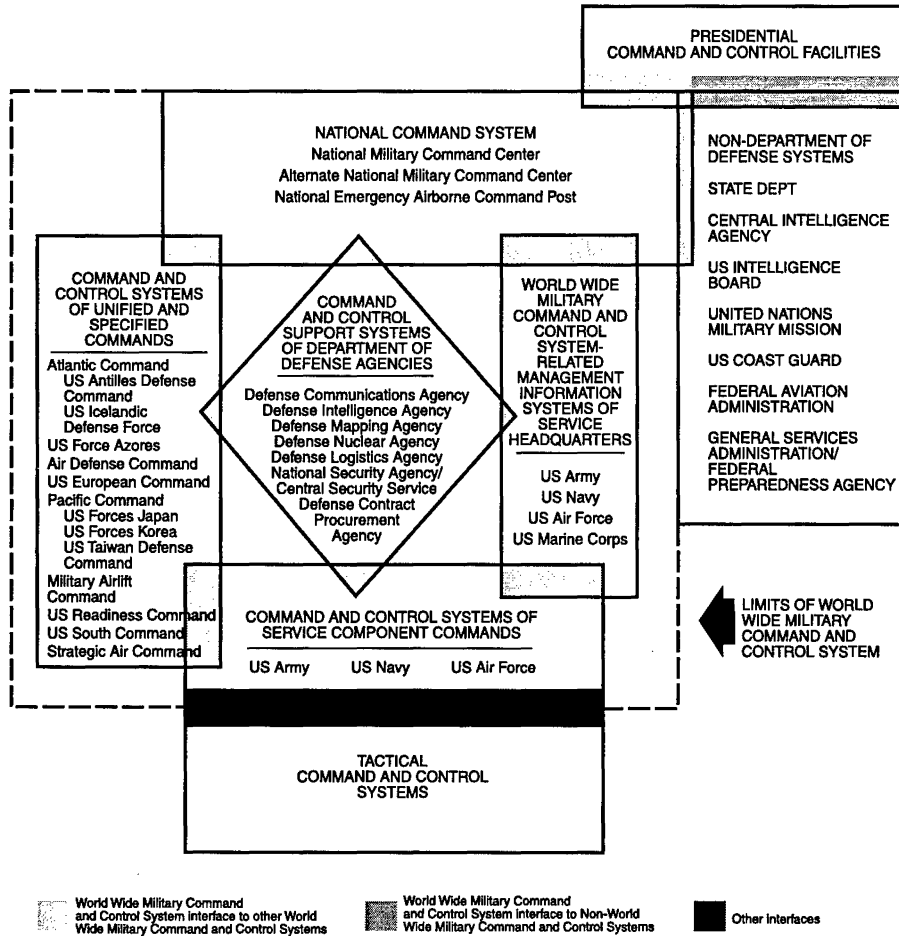 PRESIDENTIAL
COMMAND AND CONTROL FACILITIES
NATIONAL COMMAND SYSTEM
National Military Command Center
Alternate National Military Command Center
National Emergency Airborne Command Post
NON-DEPARTMENT OF
DEFENSE SYSTEMS
STATE DEPT
CENTRAL INTELLIGENCE
AGENCY
US INTELLIGENCE
BOARD
UNITED NATIONS
MILITARY MISSION
US COAST GUARD
FEDERAL AVIATION
ADMINISTRATION
GENERAL SERVICES
ADMINISTRATION/
FEDERAL
PREPAREDNESS AGENCY
COMMAND AND
CONTROL SYSTEMS
OF UNIFIED AND
SPECIFIED
COMMANDS
Atlantic Command
US Antilles Defense
Command
US Icelandic
Defense Force
US Force Azores
Air Defense Command
US European Command
Pacific Command
US Forces Japan
US Forces Korea
US Taiwan Defense
Command
Military Airlift
Command
US Readiness Command
US South Command
Strategic Air Command
COMMAND
AND CONTROL
SUPPORT SYSTEMS
OF DEPARTMENT OF
DEFENSE AGENCIES
Defense Communications Agency
Defense Intelligence Agency
Defense Mapping Agency
Defense Nuclear Agency
Defense Logistics Agency
National Security Agency/
Central Security Service
Defense Contract
Procurement
Agency
WORLD WIDE
MILITARY
COMMAND AND
CONTROL
SYSTEM-
RELATED
MANAGEMENT
INFORMATION
SYSTEMS OF
SERVICE
HEADQUARTERS
US Army
US Navy
US Air Force
US Marine Corps
COMMAND AND CONTROL SYSTEMS OF
SERVICE COMPONENT COMMANDS
US Army US Navy US Air Force
LIMITS OF WORLD
WIDE MILITARY
COMMAND AND
CONTROL SYSTEM
TACTICAL
COMMAND AND CONTROL
SYSTEMS
World Wide Military Command
and Control System interface to other World
Wide Military Command and Control Systems
World Wide Military Command
and Control System interface to Non-World
Wide Military Command and Control Systems
Other interfaces